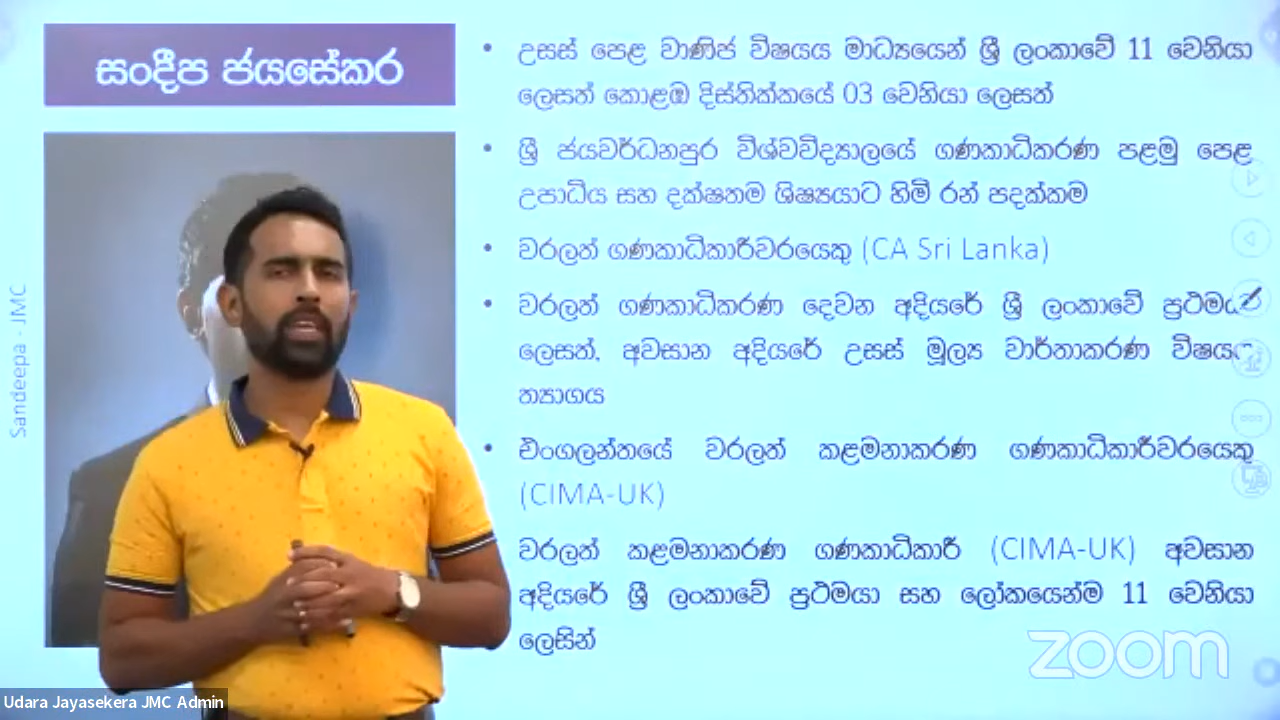 සංදීප ජයසේකර
උසස් පෙළ වාණිජ විෂයය මාධ්‍යයෙන් ශ්‍රී ලංකාවේ 11 වෙනියා
ලෙසත් කොළඹ දිස්ත්‍රික්කයේ 03 වෙනියා ලෙසත්
ශ්‍රී ජයවර්ධනපුර විශ්වවිද්‍යාලයේ ගණකාධිකරණ පළමු පෙළ
උපාධිය සහ දක්ෂතම ශිෂ්‍යයාට හිමි රන් පදක්කම
වරලත් ගණකාධිකාරීවරයෙකු (CA Sri Lanka)
වරලත් ගණකාධිකරණ දෙවන අදියරේ ශ්‍රී ලංකාවේ
ලෙසත්, අවසාන අදියරේ උසස් මූල්‍ය වාර්තාකරණ
ත්‍යාගය
එංගලන්තයේ වරලත් කළමනාකරණ ගණකාධිකාරීවරයෙකු
(CIMA-UK)
වරලත් කළමනාකරණ ගණකාධිකාරී (CIMA-UK) අවසාන
අදියරේ ශ්‍රී ලංකාවේ ප්‍රථමයා සහ ලෝකයෙන්ම 11 වෙනියා
ලෙසින්
Sandeepa - JMC
zoom
Udara Jayasekera JMC Admin